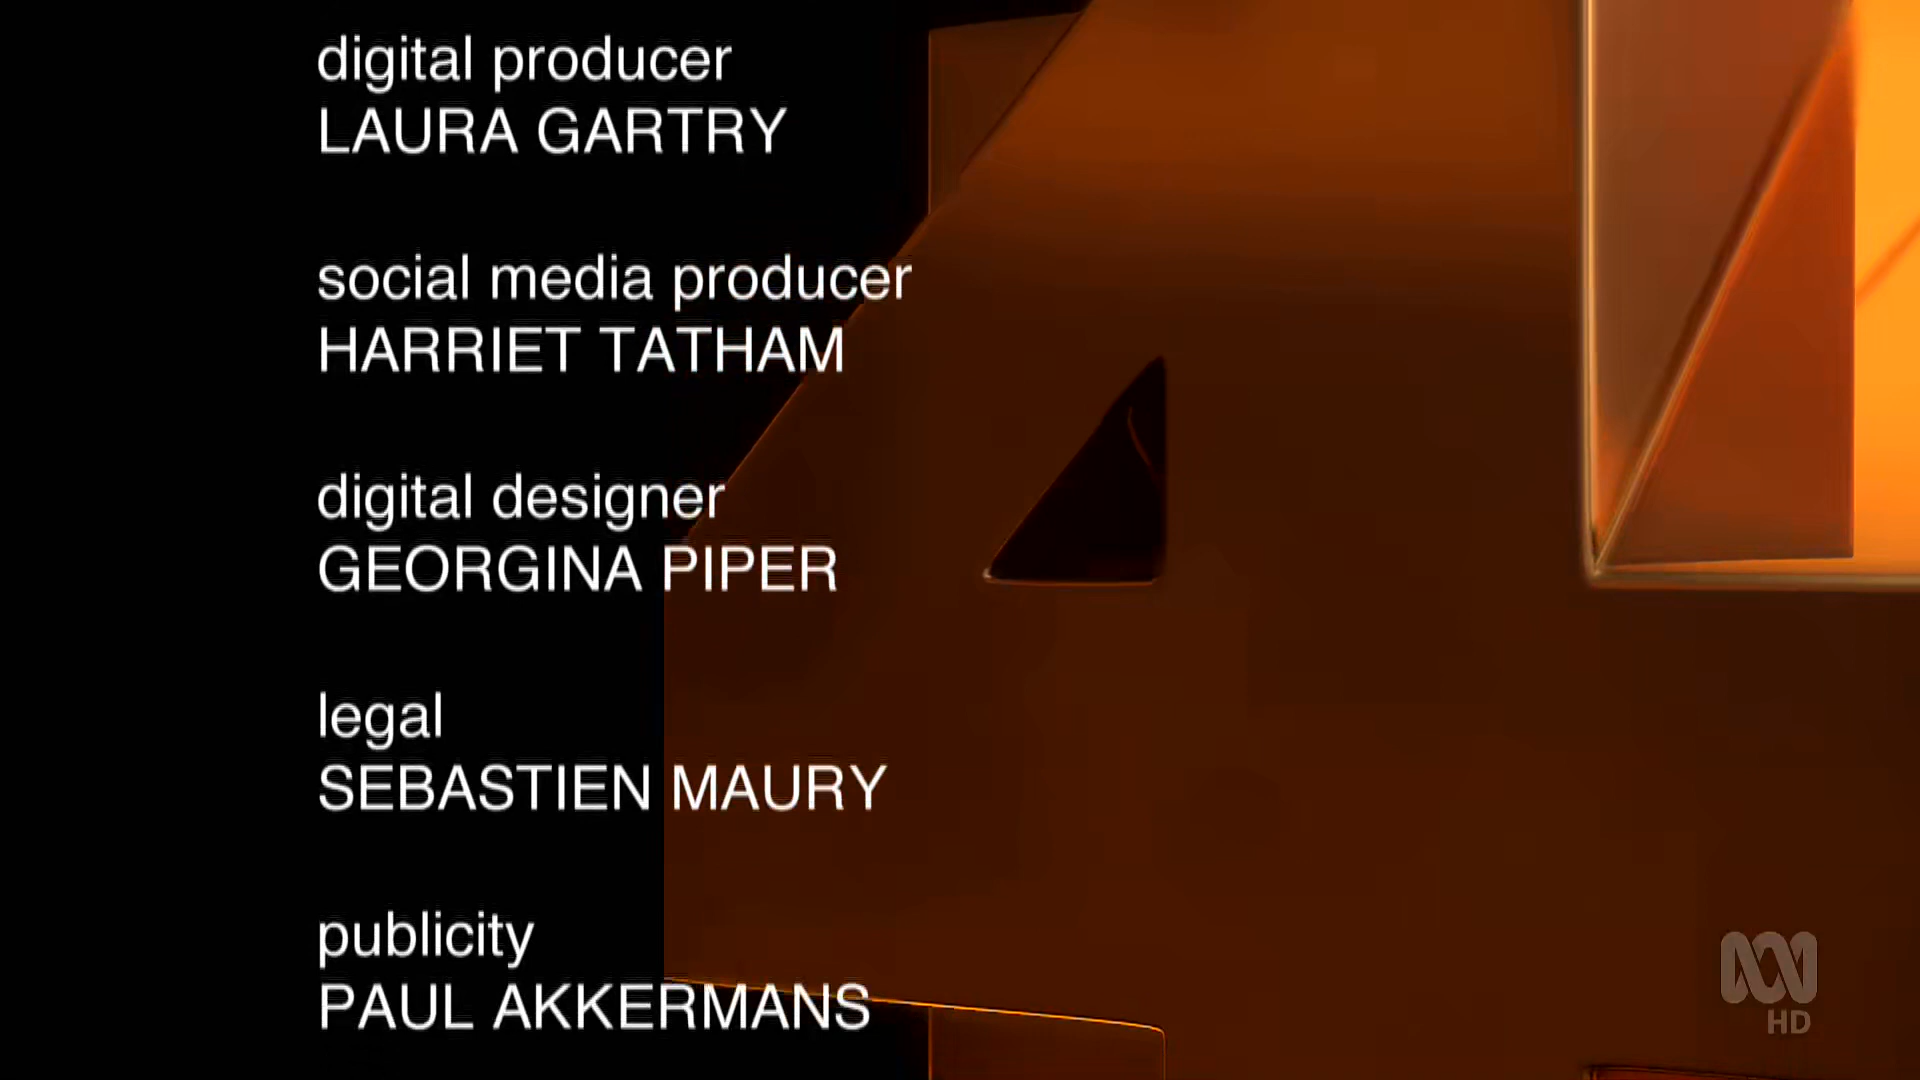 digital producer
LAURA GARTRY
social media producer
HARRIET TATHAM
digital designer
GEORGINA PIPER
legal
SEBASTIEN MAURY
publicity
PAUL AKKERMANS
HD